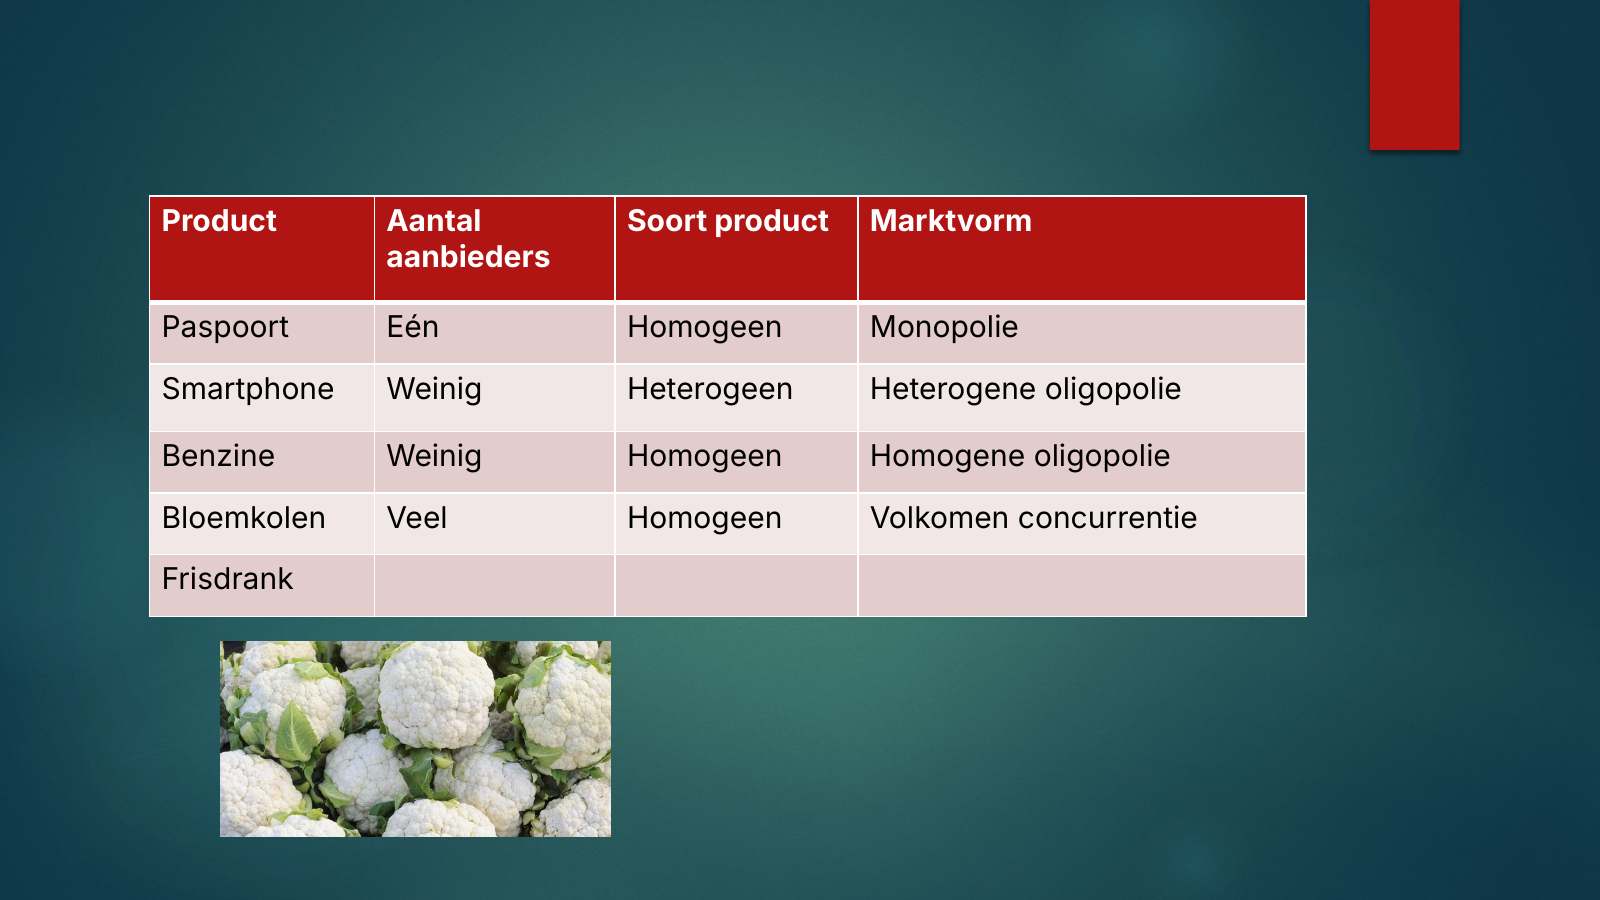 Product Aantal aanbieders Soort product Marktvorm
Paspoort Eén Homogeen Monopolie
Smartphone Weinig Heterogeen Heterogene oligopolie
Benzine Weinig Homogeen Homogene oligopolie
Bloemkolen Veel Homogeen Volkomen concurrentie
Frisdrank